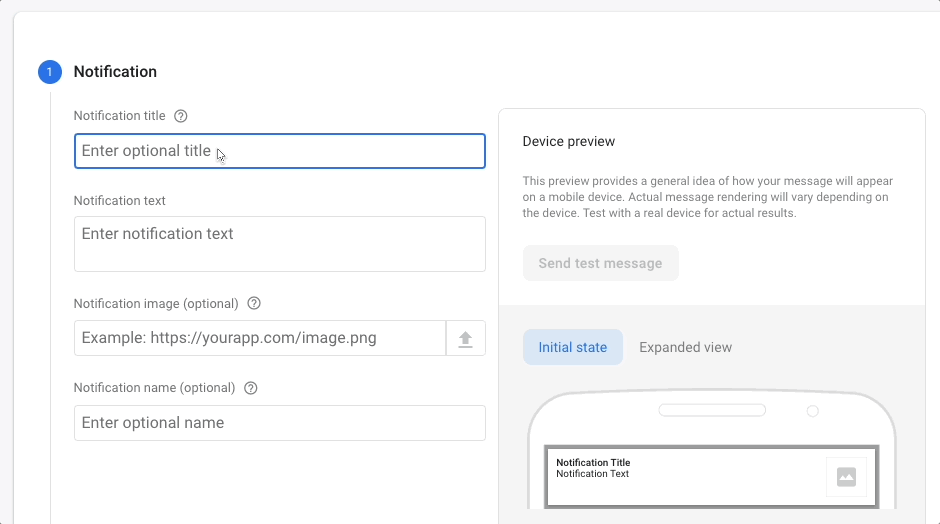 1 Notification
Notification title
Enter optional title
Notification text
Enter notification text
Notification image (optional)
Example: https://yourapp.com/image.png
Notification name (optional)
Enter optional name
Device preview
This preview provides a general idea of how your message will appear
on a mobile device. Actual message rendering will vary depending on
the device. Test with a real device for actual results.
Send test message
Initial state
Expanded view
Notification Title
Notification Text